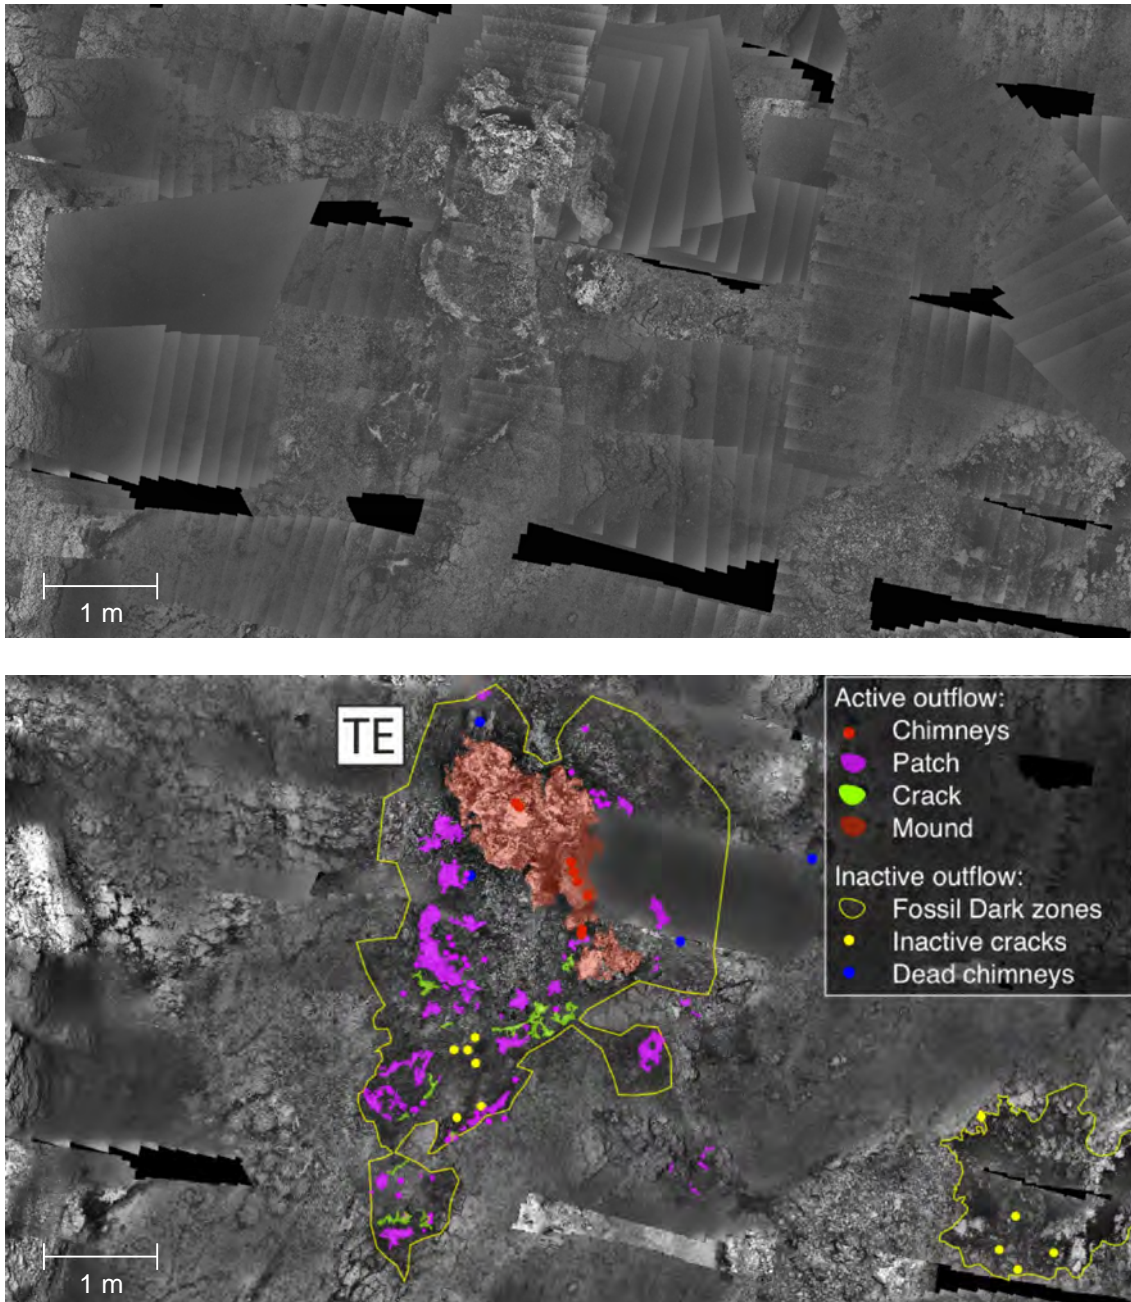 1 m
TE
Active outflow:
Chimneys
Patch
Crack
Mound
Inactive outflow:
Fossil Dark zones
Inactive cracks
Dead chimneys
1 m